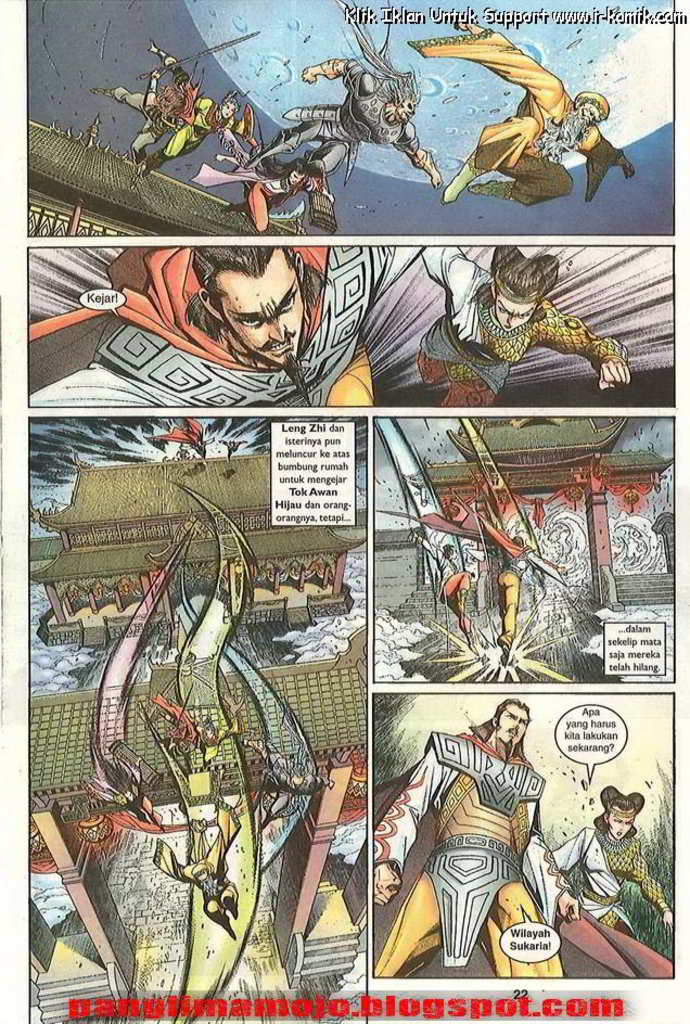 Klik Iklan Untuk Support www.ir-komik.com
Kejar!
Leng Zhi dan
isterinya pun
meluncur ke atas
bumbung rumah
untuk mengejar
Tok Awan
Hijau dan orang-
orangnya, tetapi...
...dalam
sekelip mata
saja mereka
telah hilang.
Apa
yang harus
kita lakukan
sekarang?
Wilayah
Sukaria!
22
panglimamojo.blogspot.com